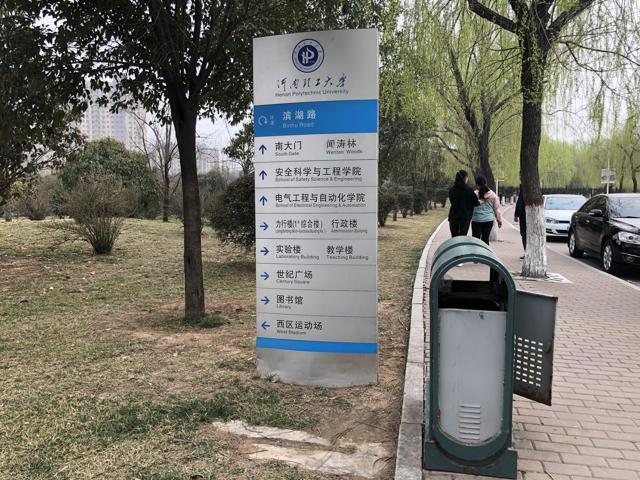 河南理工大学
Henan Polytechnic University
滨湖路
Binhu Road
南大门 闻涛林
South Gate Wentao Woods
安全科学与工程学院
School of Safety Science & Engineering
电气工程与自动化学院
School of Electrical Engineering & Automation
力行楼(1#综合楼) 行政楼
Administration Building
实验楼 教学楼
Laboratory Building Teaching Building
世纪广场
Century Square
图书馆
Library
西区运动场
West Stadium